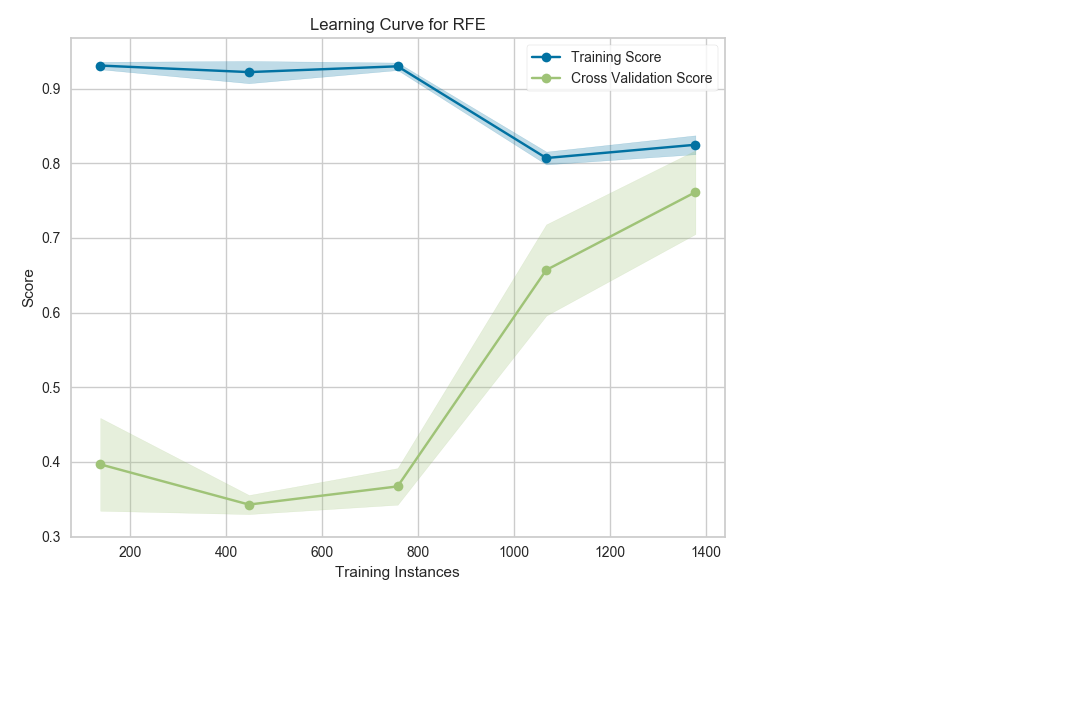 Learning Curve for RFE
Training Score
Cross Validation Score
0.9
0.8
0.7
0.6
0.5
0.4
0.3
Score
200 400 600 800 1000 1200 1400
Training Instances